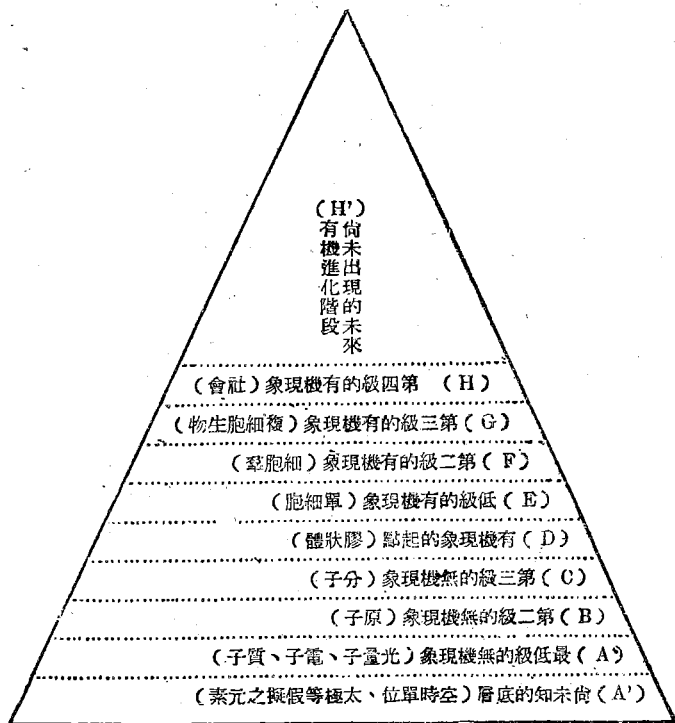 (H')
尚未出現的未來
有機進化階段
(H) 第四級的有機現象(社會)
(G)第三級的有機現象(複細胞生物)
(F)第二級的有機現象(細胞羣)
(E)低級的有機現象(單細胞)
(D)有機現象的起點(膠狀體)
(C)第三級的無機現象(分子)
(B)第二級的無機現象(原子)
(A)最低級的無機現象(光量子、電子、質子)
(A')尚未知的底層(空時單位、太極等假擬之元素)